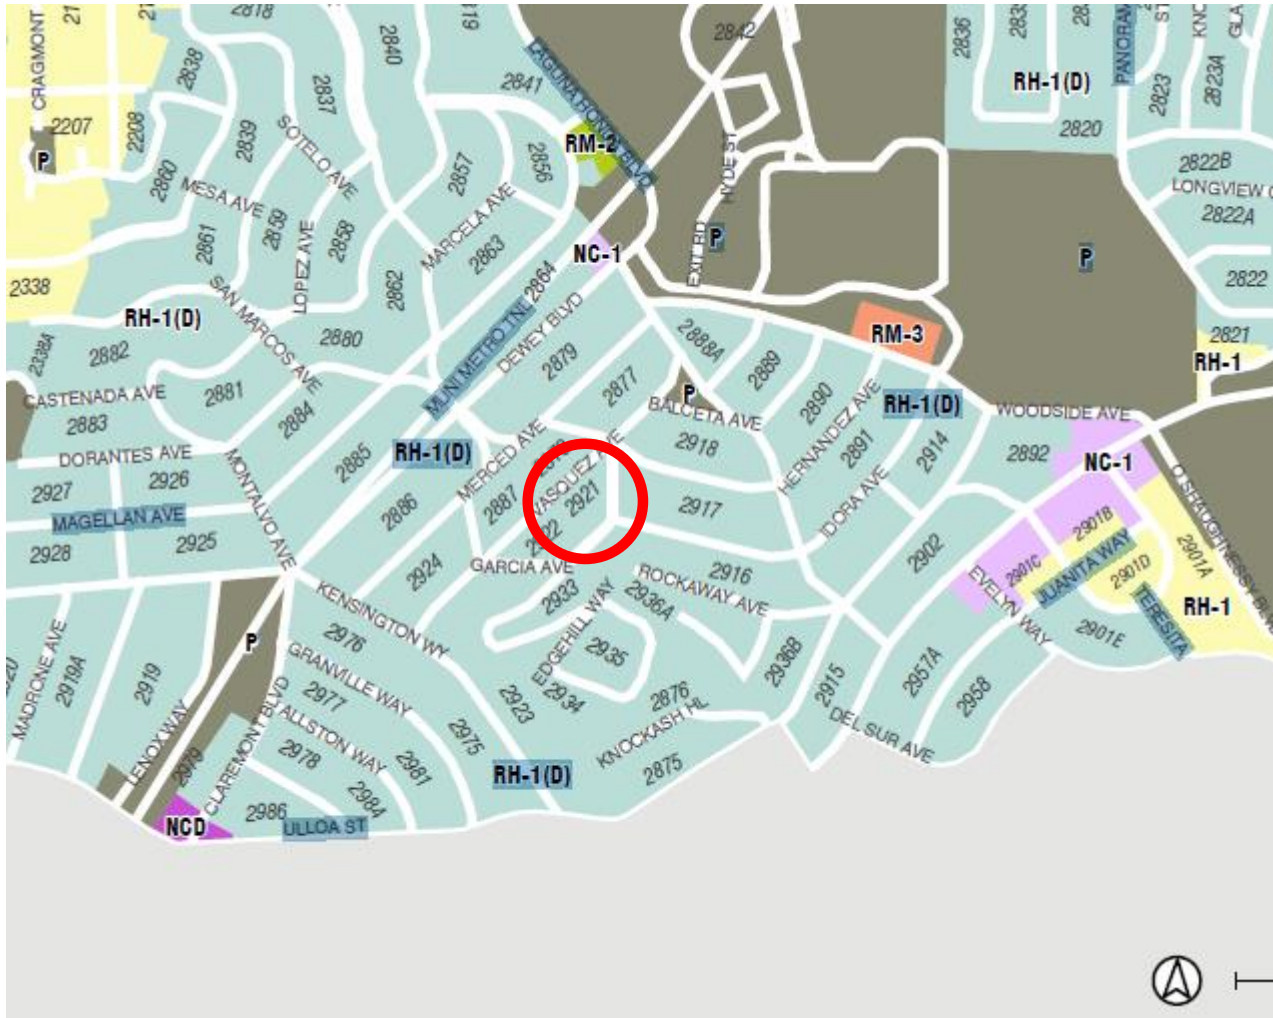 CRAGMONT
2818
2840
2842
2836
PANORAM
2838
2837
2841
LAGUNA HONDA BLVD
RH-1(D)
2823
2823A
2207
2208
2839
SOTELO AVE
RM-2
HYDE ST
2820
P
2860
MESA AVE
2857
2856
2822B
LONGVIEW C
2822A
2861
2859
2858
LOPEZ AVE
MARCELA AVE
2863
NC-1
EXIT RD
P
P
2338
SAN MARCOS AVE
2862
2864
2822
RH-1(D)
2880
MUNI METRO TNL
DEWEY BLVD
2879
2888A
RM-3
2821
RH-1
2338A
2882
2881
2877
2889
2890
CASTENADA AVE
2883
2884
P
BALCETA AVE
HERNANDEZ AVE
RH-1(D)
WOODSIDE AVE
DORANTES AVE
2885
RH-1(D)
MERCED AVE
2878
VASQUEZ AVE
2918
2891
2914
2892
NC-1
O'SHAUGHNESSY BLVD
2927
2926
MONTALVO AVE
2887
2921
2917
IDORA AVE
MAGELLAN AVE
2886
2922
2901B
2928
2925
2924
GARCIA AVE
2902
2901C
JUANITA WAY
2901A
2933
ROCKAWAY AVE
2916
2901D
KENSINGTON WY
EDGEHILL WAY
2936A
EVELYN WAY
TERESITA
RH-1
MADRONE AVE
P
2976
2935
2936B
2901E
2919A
2919
GRANVILLE WAY
2977
2923
2934
2876
2915
2957A
2958
LENOX WAY
2979
CLAREMONT BLVD
ALLSTON WAY
2978
2975
2981
KNOCKASH HL
2875
DEL SUR AVE
RH-1(D)
2984
2986
NCD
ULLOA ST